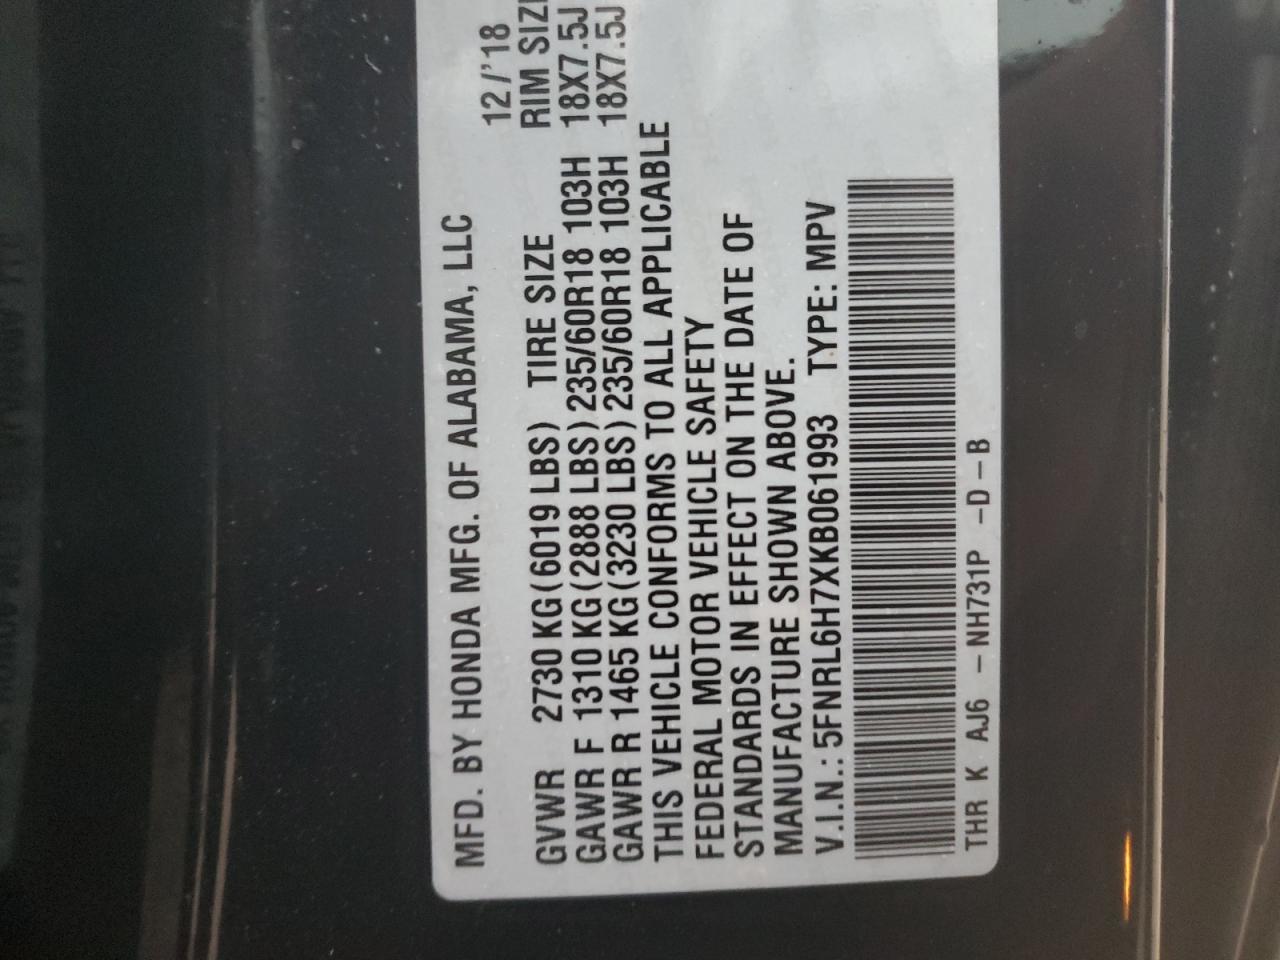 MFD. BY HONDA MFG. OF ALABAMA, LLC 12/'18
GVWR 2730 KG(6019 LBS) TIRE SIZE RIM SIZE
GAWR F 1310 KG(2888 LBS) 235/60R18 103H 18X7.5J
GAWR R 1465 KG(3230 LBS) 235/60R18 103H 18X7.5J
THIS VEHICLE CONFORMS TO ALL APPLICABLE
FEDERAL MOTOR VEHICLE SAFETY
STANDARDS IN EFFECT ON THE DATE OF
MANUFACTURE SHOWN ABOVE.
V.I.N.: 5FNRL6H7XKB061993 TYPE: MPV
THR K AJ6 – NH731P –D–B